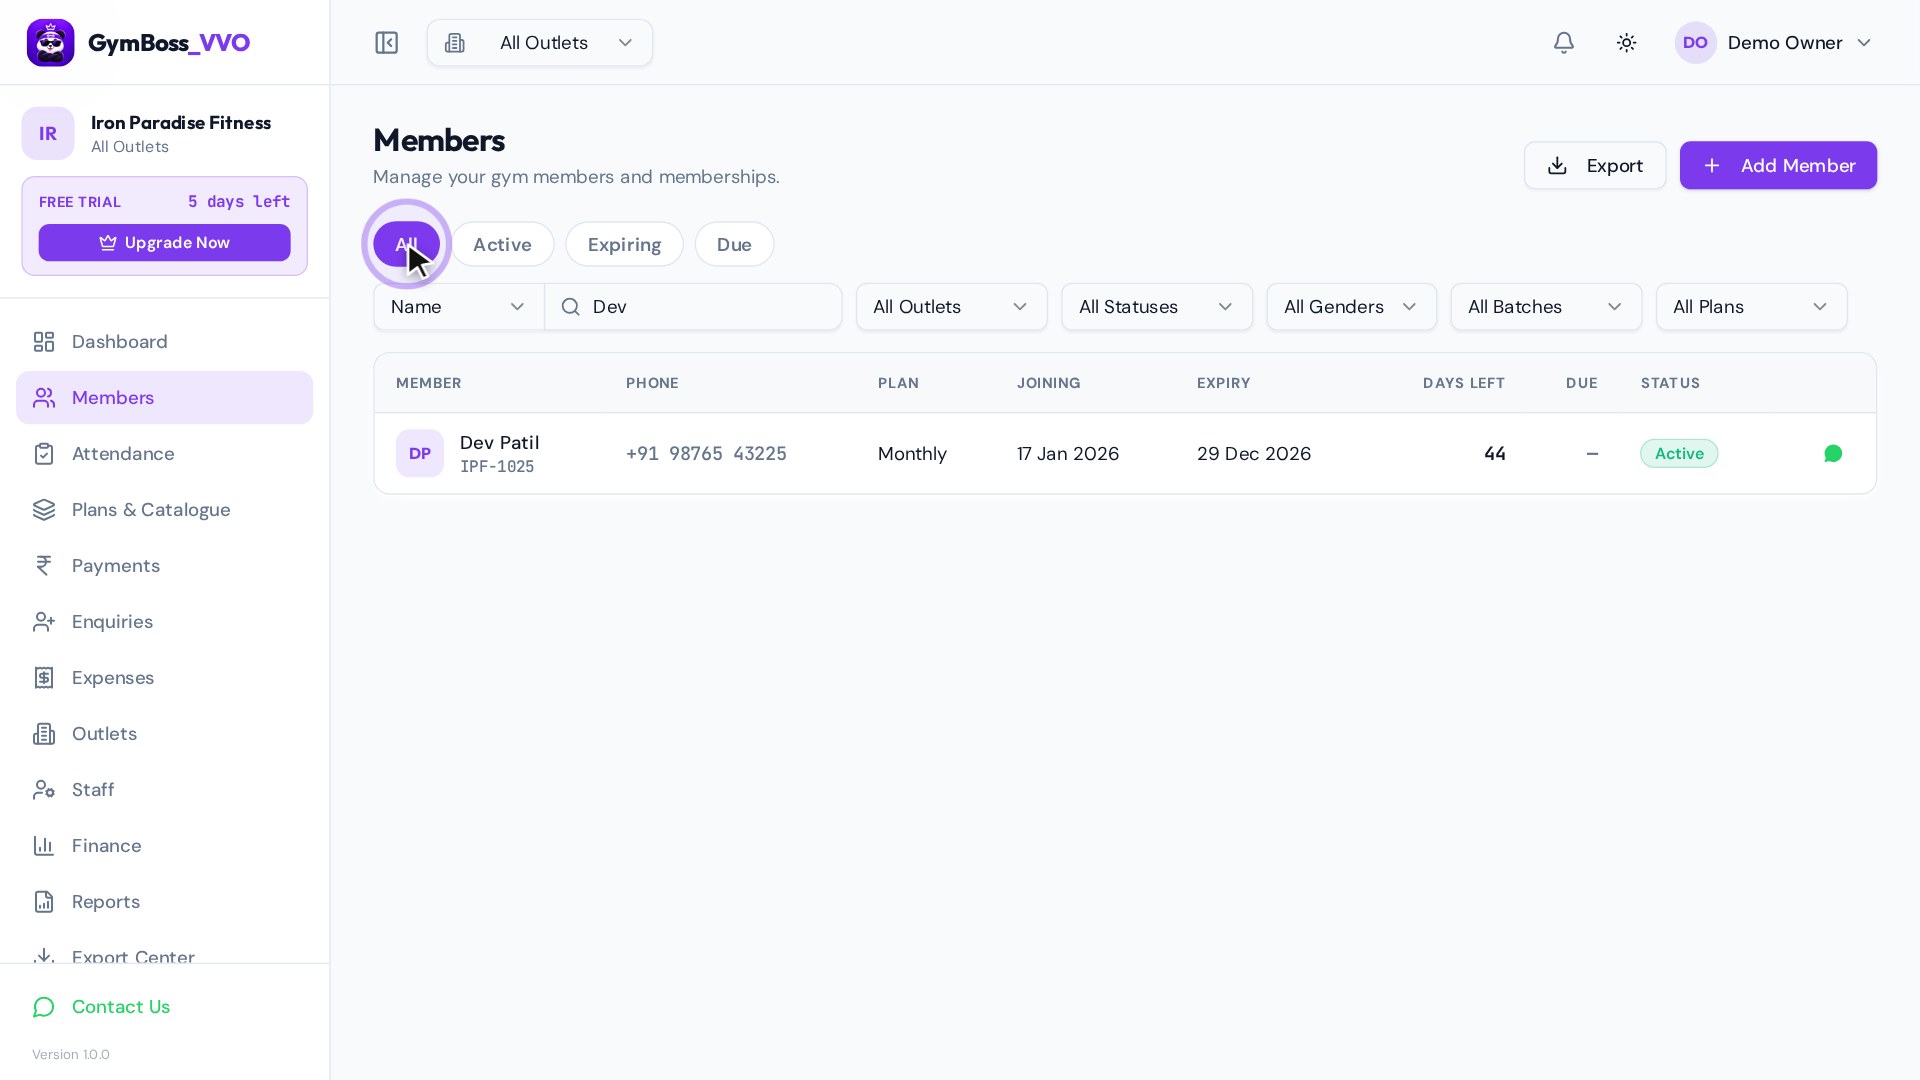 GymBoss_VVO
All Outlets
DO
Demo Owner
IR
Iron Paradise Fitness
All Outlets
FREE TRIAL
5 days left
Upgrade Now
Dashboard
Members
Attendance
Plans & Catalogue
Payments
Enquiries
Expenses
Outlets
Staff
Finance
Reports
Export Center
Contact Us
Version 1.0.0
Members
Manage your gym members and memberships.
Export
Add Member
All
Active
Expiring
Due
Name
Dev
All Outlets
All Statuses
All Genders
All Batches
All Plans
MEMBER PHONE PLAN JOINING EXPIRY DAYS LEFT DUE STATUS
DP
Dev Patil
IPF-1025
+91 98765 43225
Monthly
17 Jan 2026
29 Dec 2026
44
—
Active